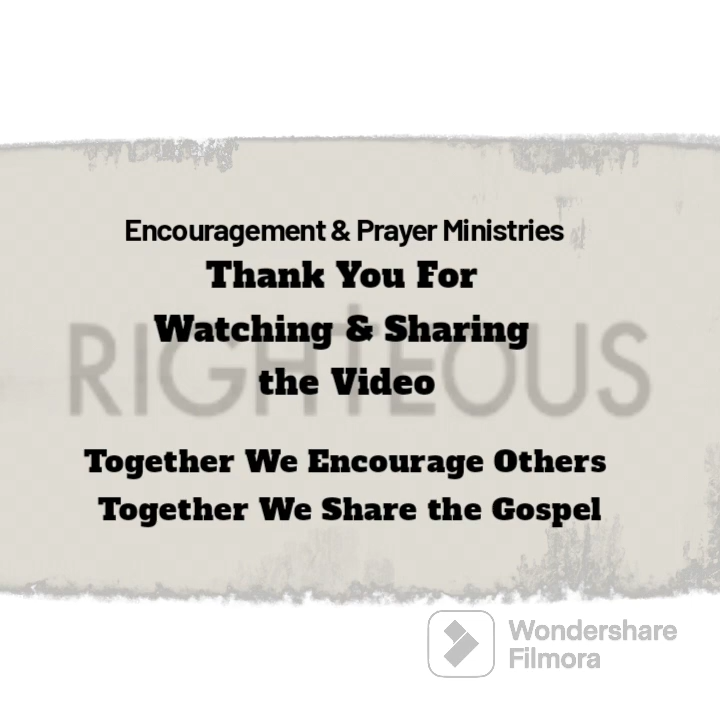 Encouragement & Prayer Ministries
Thank You For
Watching & Sharing
RIGHTEOUS
the Video
Together We Encourage Others
Together We Share the Gospel
Wondershare
Filmora